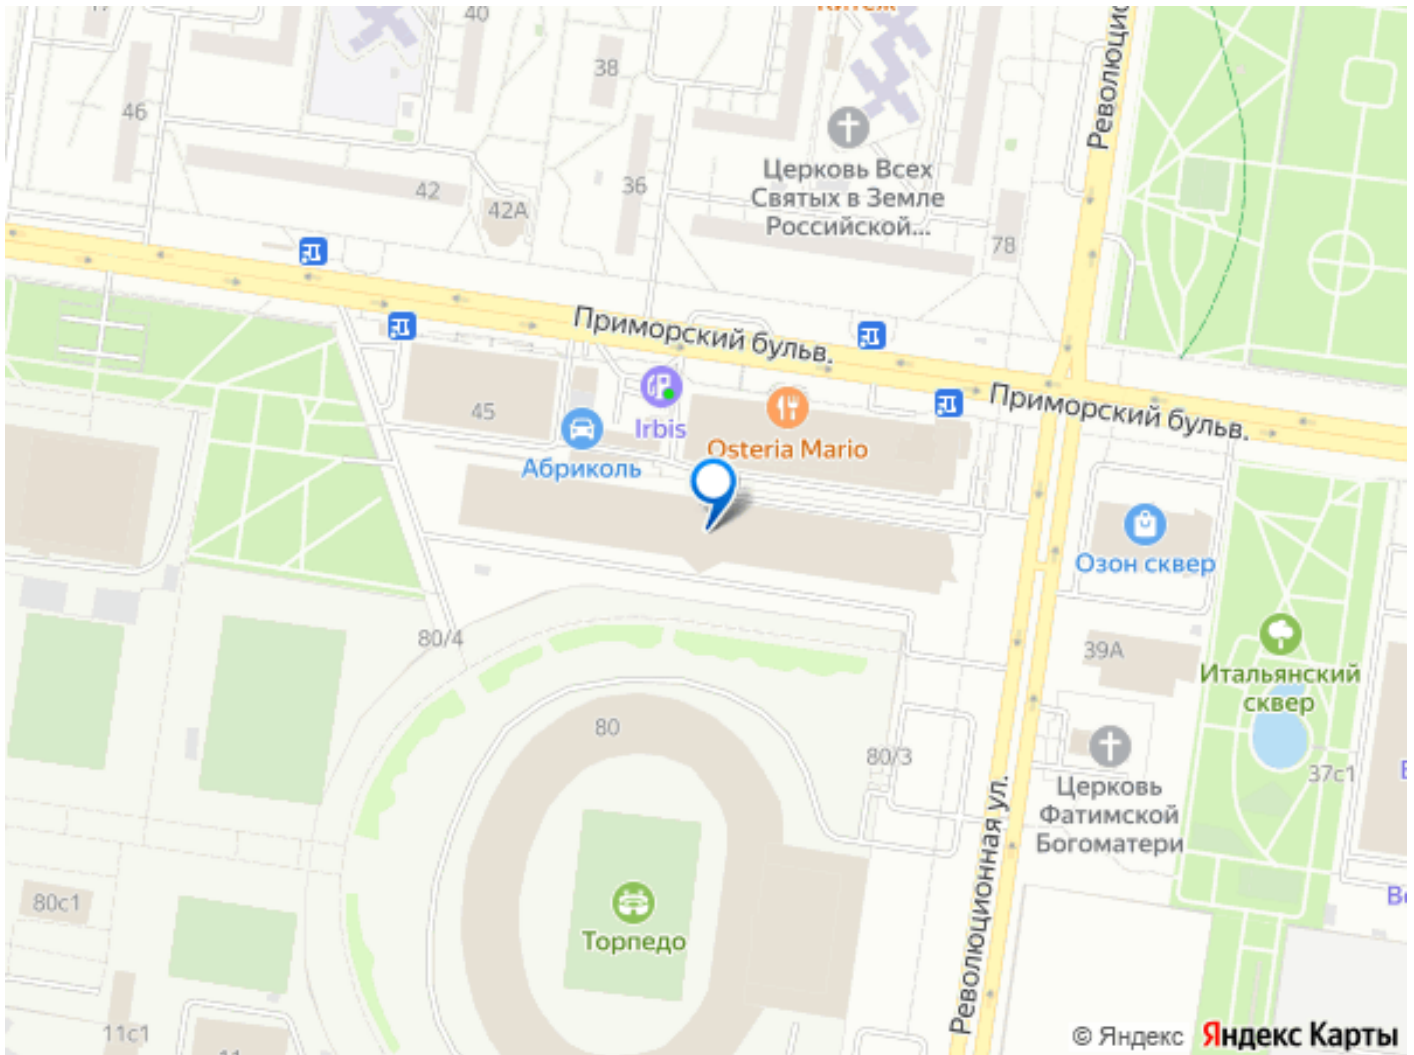 40
38
46
Революцио
Церковь Всех
Святых в Земле
Российской...
42
36
42А
78
Приморский бульв.
Приморский бульв.
45
Irbis
Osteria Mario
Абриколь
Озон сквер
80/4
39А
Итальянский
сквер
80
80/3
37с1
Церковь
Фатимской
Богоматери
Революционная ул.
80с1
Торпедо
11с1
© Яндекс Яндекс Карты